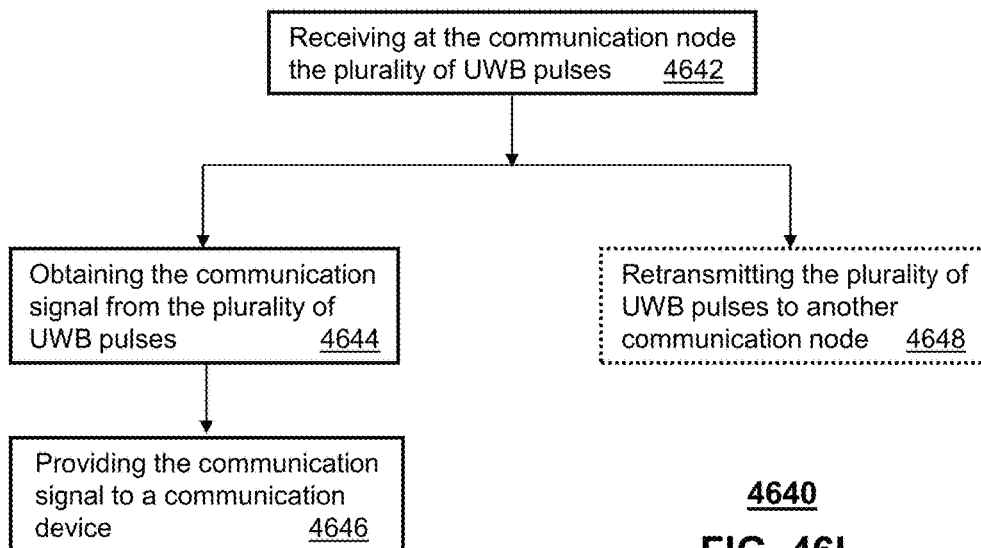 Receiving at the communication node
the plurality of UWB pulses 4642
Obtaining the communication
signal from the plurality of
UWB pulses 4644
Retransmitting the plurality of
UWB pulses to another
communication node 4648
Providing the communication
signal to a communication
device 4646
4640
FIG.